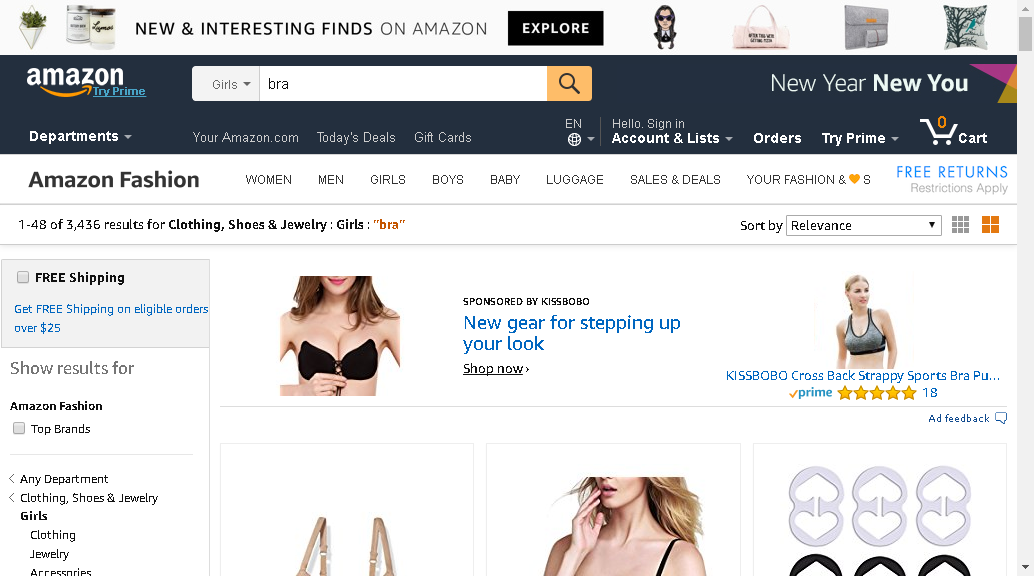 NEW & INTERESTING FINDS ON AMAZON EXPLORE
amazon
Try Prime
Girls
bra
New Year New You
Departments
Your Amazon.com Today's Deals Gift Cards
EN
Hello. Sign in
Account & Lists
Orders
Try Prime
0
Cart
Amazon Fashion
WOMEN MEN GIRLS BOYS BABY LUGGAGE SALES & DEALS YOUR FASHION & S
FREE RETURNS
Restrictions Apply
1-48 of 3,436 results for Clothing, Shoes & Jewelry : Girls : "bra"
Sort by Relevance
FREE Shipping
Get FREE Shipping on eligible orders
over $25
Show results for
Amazon Fashion
Top Brands
Any Department
Clothing, Shoes & Jewelry
Girls
Clothing
Jewelry
Accessories
SPONSORED BY KISSBOBO
New gear for stepping up
your look
Shop now ›
KISSBOBO Cross Back Strappy Sports Bra Pu...
prime 18
Ad feedback